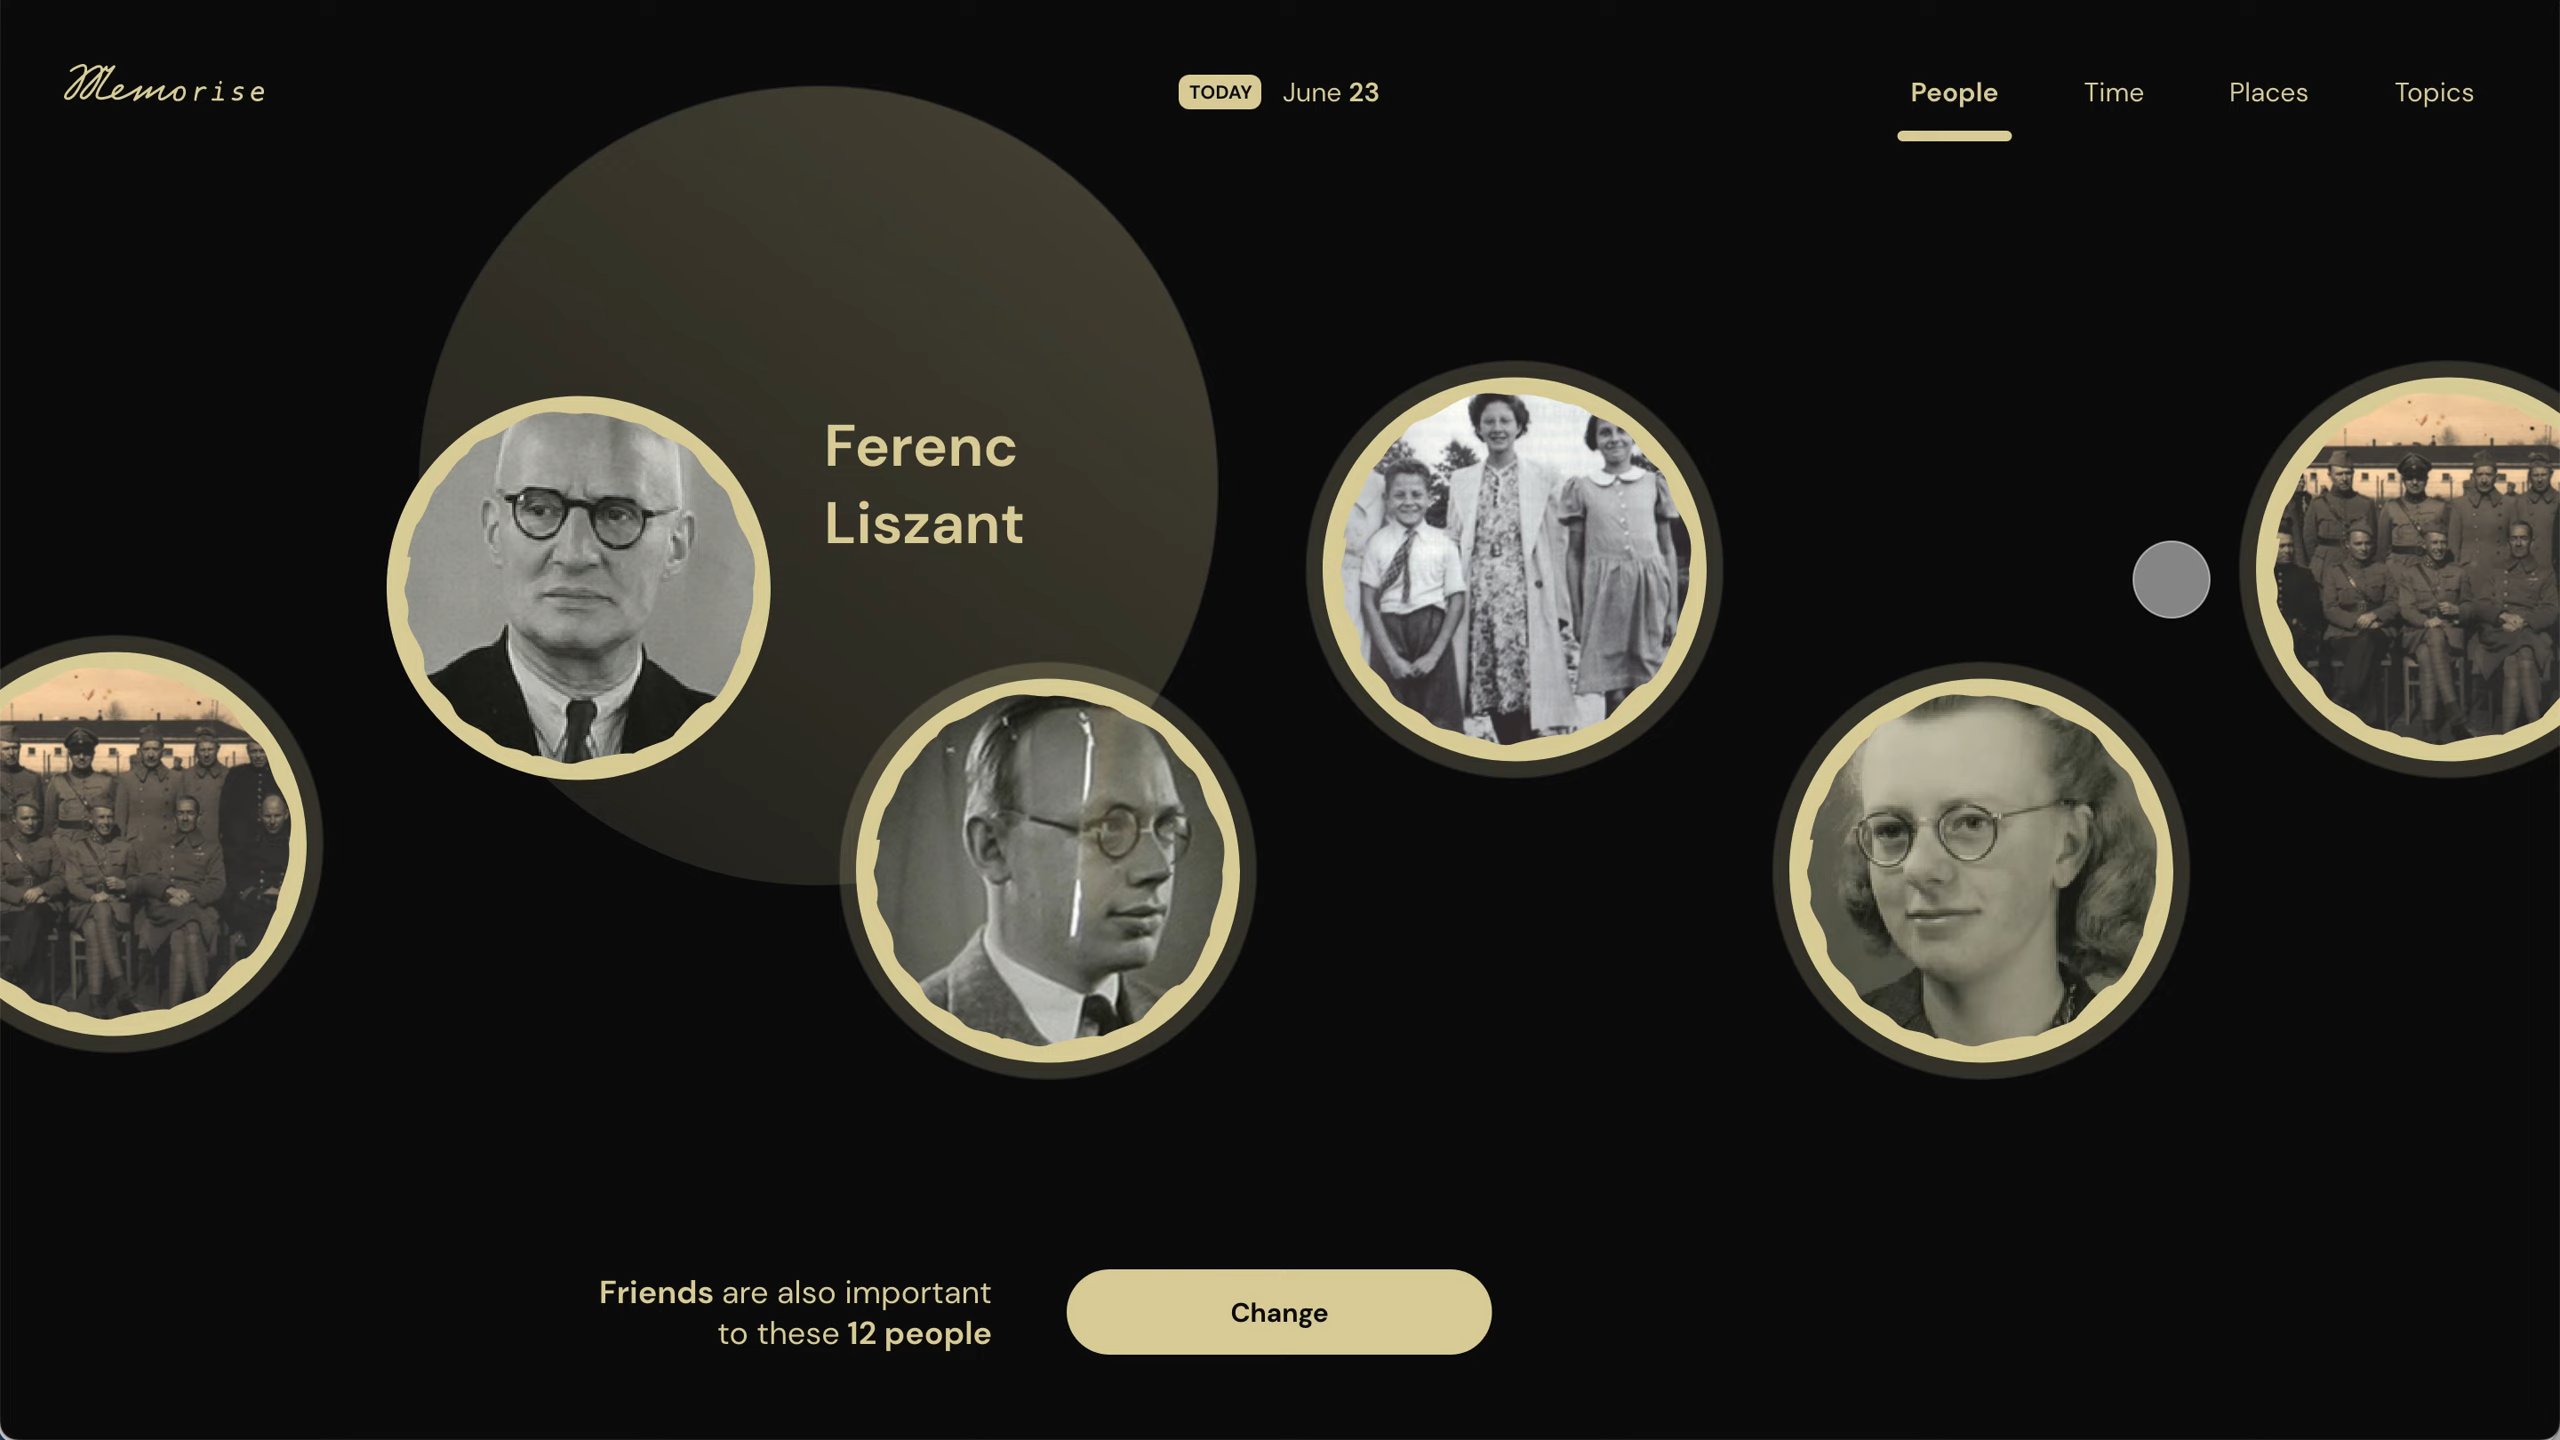 Memorise
TODAY June 23
People Time Places Topics
Ferenc
Liszant
Friends are also important
to these 12 people
Change